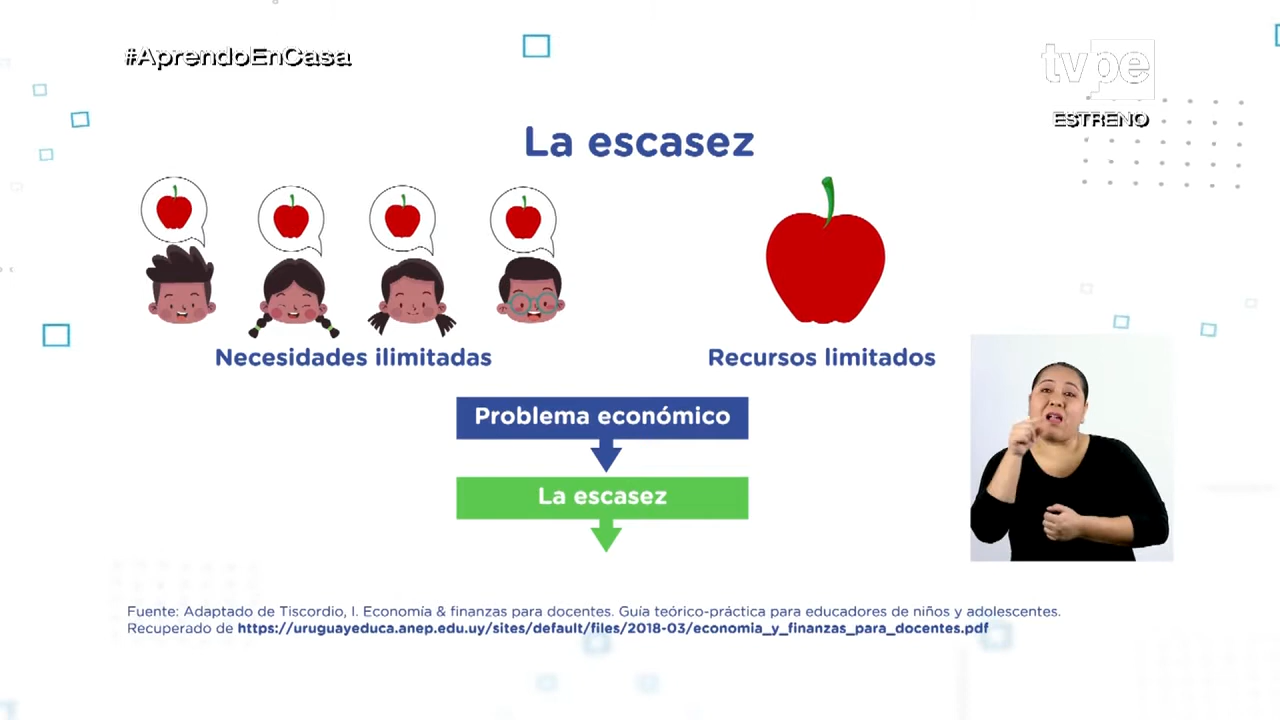 #AprendoEnCasa
tvpe
ESTRENO
La escasez
Necesidades ilimitadas
Recursos limitados
Problema económico
La escasez
Fuente: Adaptado de Tiscordio, I. Economía & finanzas para docentes. Guía teórico-práctica para educadores de niños y adolescentes.
Recuperado de https://uruguayeduca.anep.edu.uy/sites/default/files/2018-03/economia_y_finanzas_para_docentes.pdf